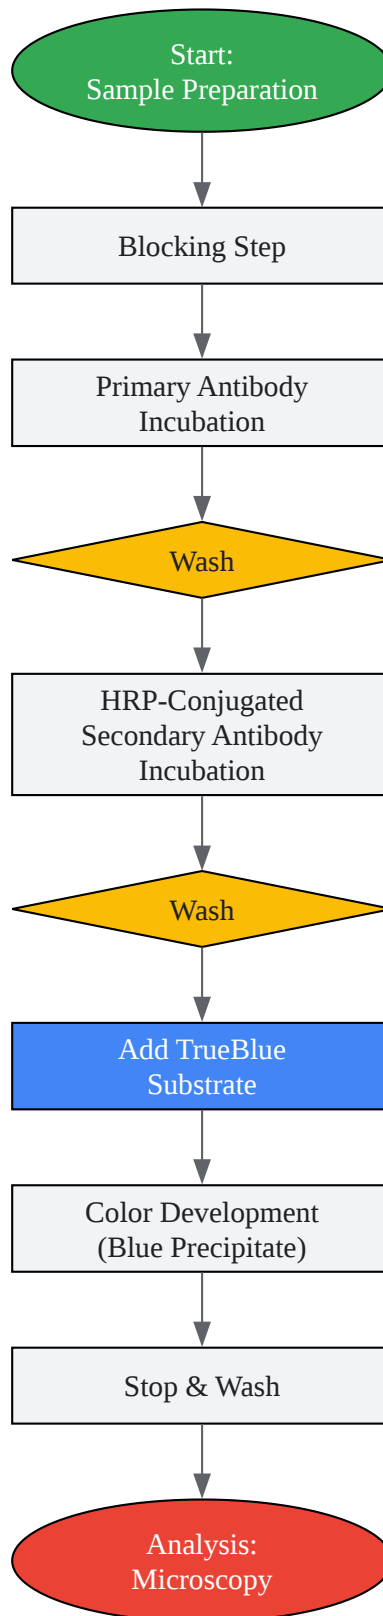 Start:
Sample Preparation
Blocking Step
Primary Antibody
Incubation
Wash
HRP-Conjugated
Secondary Antibody
Incubation
Wash
Add TrueBlue
Substrate
Color Development
(Blue Precipitate)
Stop & Wash
Analysis:
Microscopy